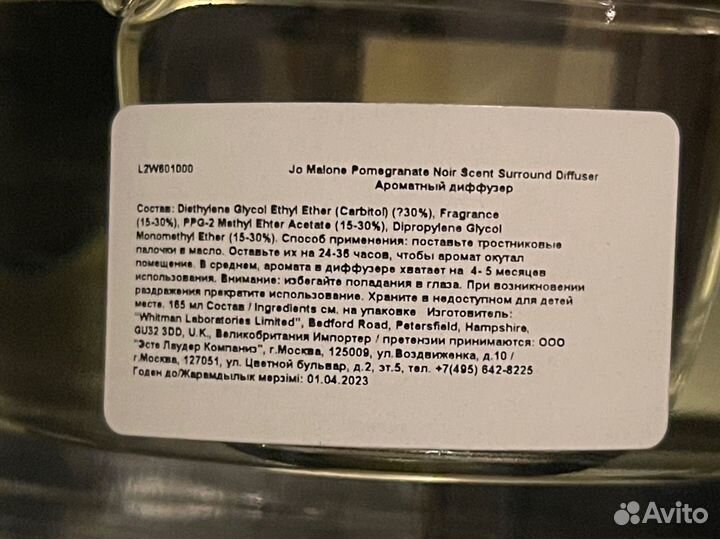 L2W601000
Jo Malone Pomegranate Noir Scent Surround Diffuser
Ароматный диффузер
Состав: Diethylene Glycol Ethyl Ether (Carbitol) (?30%), Fragrance
(15-30%), PPG-2 Methyl Ehter Acetate (15-30%), Dipropylene Glycol
Monomethyl Ether (15-30%). Способ применения: поставьте тростниковые
палочки в масло. Оставьте их на 24-36 часов, чтобы аромат окутал
помещение. В среднем, аромата в диффузере хватает на 4- 5 месяцев
использования. Внимание: избегайте попадания в глаза. При возникновении
раздражения прекратите использование. Храните в недоступном для детей
месте. 165 мл Состав / Ingredients см. на упаковке Изготовитель:
"Whitman Laboratories Limited", Bedford Road, Petersfield, Hampshire,
GU32 3DD, U.K., Великобритания Импортер / претензии принимаются: ООО
"Эсте Лаудер Компаниз", г.Москва, 125009, ул.Воздвиженка, д.10 /
г.Москва, 127051, ул. Цветной бульвар, д.2, эт.5, тел. +7(495) 642-8225
Годен до/Жарамдылык мерзімі: 01.04.2023
Avito